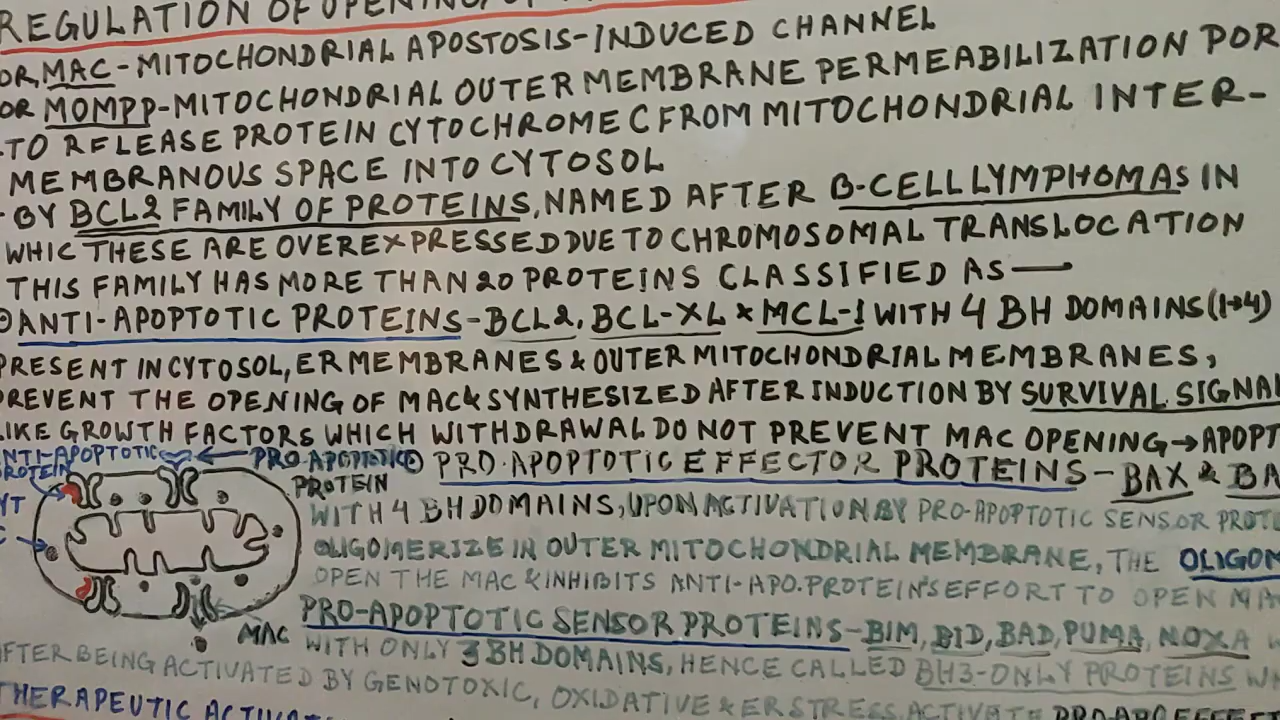 REGULATION OF OPENING
OR MAC-MITOCHONDRIAL APOSTOSIS-INDUCED CHANNEL
OR MOMPP-MITOCHONDRIAL OUTER MEMBRANE PERMEABILIZATION POR
-TO RELEASE PROTEIN CYTOCHROME C FROM MITOCHONDRIAL INTER-
MEMBRANOUS SPACE INTO CYTOSOL
-BY BCL2 FAMILY OF PROTEINS, NAMED AFTER B-CELL LYMPHOMAS IN
WHIC THESE ARE OVEREXPRESSED DUE TO CHROMOSOMAL TRANSLOCATION
THIS FAMILY HAS MORE THAN 20 PROTEINS CLASSIFIED AS—
ANTI-APOPTOTIC PROTEINS-BCL2, BCL-XL & MCL-1 WITH 4 BH DOMAINS(1→4)
PRESENT IN CYTOSOL, ER MEMBRANES & OUTER MITOCHONDRIAL MEMBRANES,
PREVENT THE OPENING OF MAC & SYNTHESIZED AFTER INDUCTION BY SURVIVAL SIGNAL
LIKE GROWTH FACTORS WHICH WITHDRAWAL DO NOT PREVENT MAC OPENING→APOPT
ANTI-APOPTOTIC
PROTEIN
PRO-APOPTOTIC
PROTEIN
PRO-APOPTOTIC EFFECTOR PROTEINS-BAX & BA
WITH 4 BH DOMAINS, UPON ACTIVATION BY PRO-APOPTOTIC SENSOR PROTE
CYT
C
OLIGOMERIZE IN OUTER MITOCHONDRIAL MEMBRANE, THE OLIGOM
OPEN THE MAC & INHIBITS ANTI-APO.PROTEIN'S EFFORT TO OPEN MA
PRO-APOPTOTIC SENSOR PROTEINS-BIM, BID, BAD, PUMA, NOXA
MAC
WITH ONLY 3 BH DOMAINS, HENCE CALLED BH3-ONLY PROTEINS WH
AFTER BEING ACTIVATED BY GENOTOXIC, OXIDATIVE & ER STRESS, ACTIVATE PRO-APO EFFECT
THERAPEUTIC